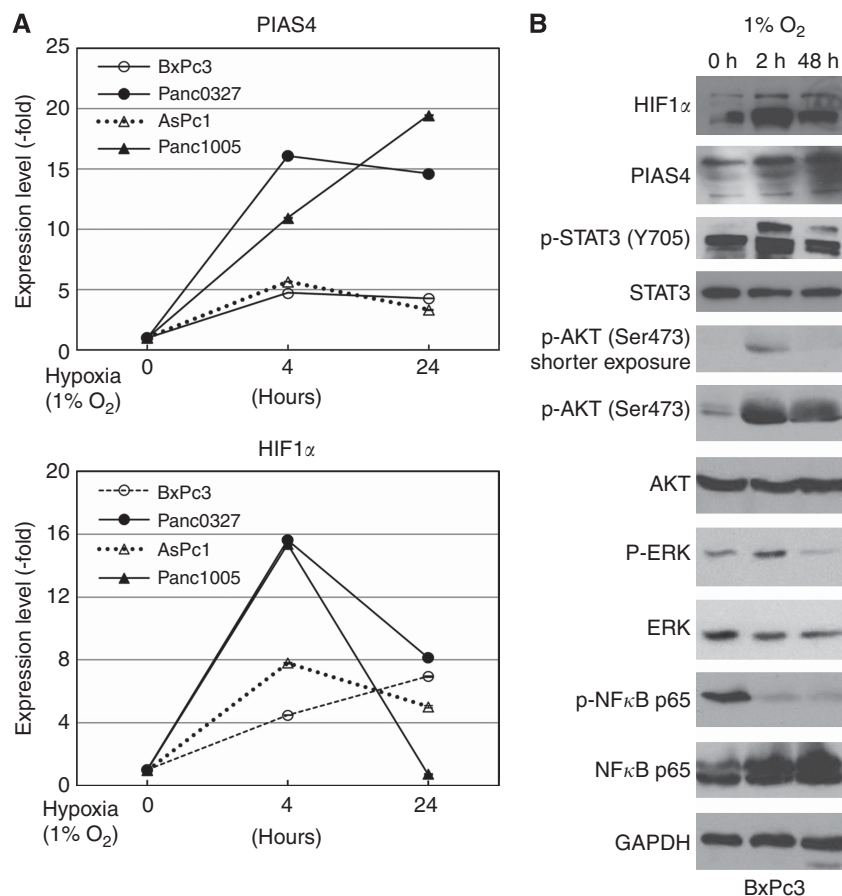 A
PIAS4
Expression level (-fold)
25
20
15
10
5
0
BxPc3
Panc0327
AsPc1
Panc1005
0
4
24
Hypoxia
(1% O2)
(Hours)
HIF1α
Expression level (-fold)
20
16
12
8
4
0
BxPc3
Panc0327
AsPc1
Panc1005
0
4
24
Hypoxia
(1% O2)
(Hours)
B
1% O2
0 h 2 h 48 h
HIF1α
PIAS4
p-STAT3 (Y705)
STAT3
p-AKT (Ser473)
shorter exposure
p-AKT (Ser473)
AKT
P-ERK
ERK
p-NFκB p65
NFκB p65
GAPDH
BxPc3